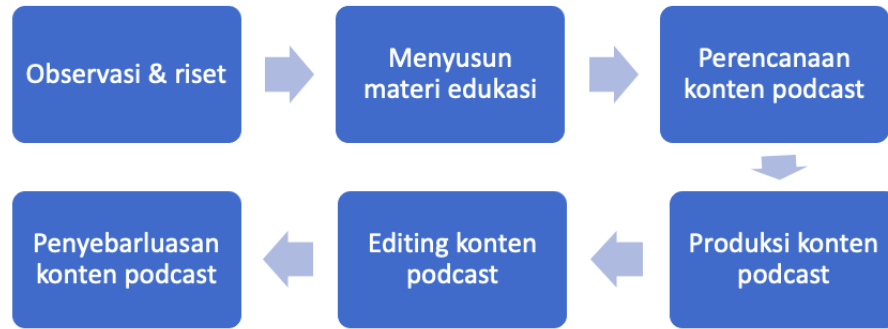 Observasi & riset
Menyusun
materi edukasi
Perencanaan
konten podcast
Produksi konten
podcast
Editing konten
podcast
Penyebarluasan
konten podcast